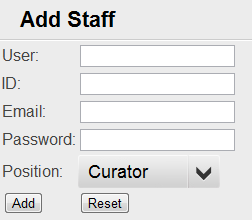 Add Staff
User:
ID:
Email:
Password:
Position: Curator
Add Reset